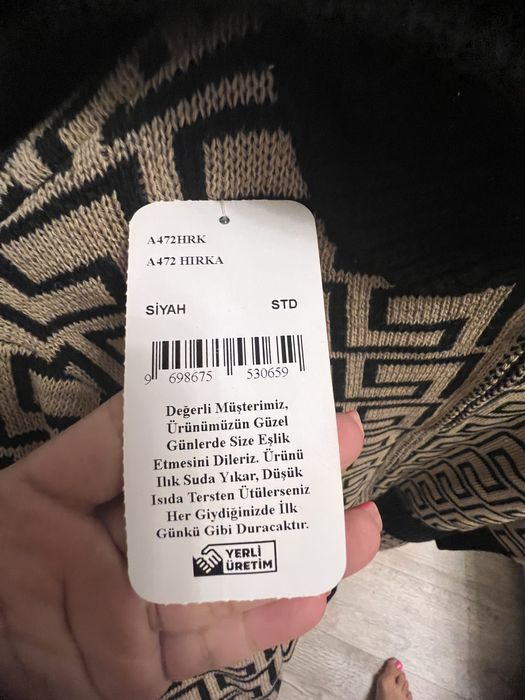 A472HRK
A472 HIRKA
SİYAH STD
9 698675 530659
Değerli Müşterimiz,
Ürünümüzün Güzel
Günlerde Size Eşlik
Etmesini Dileriz. Ürünü
Ilık Suda Yıkar, Düşük
Isıda Tersten Ütülerseniz
Her Giydiğinizde İlk
Günkü Gibi Duracaktır.
YERLİ
ÜRETİM